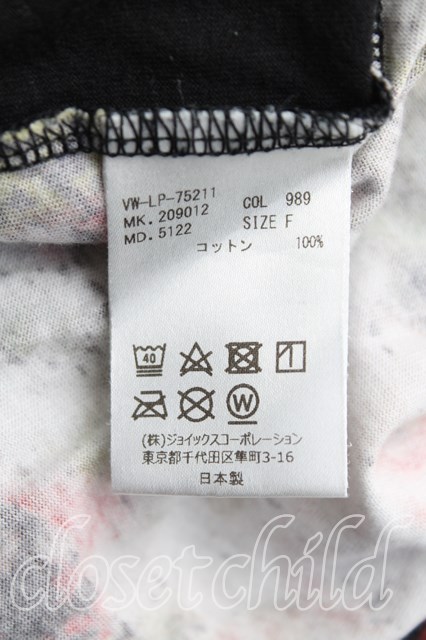 VW-LP-75211 COL 989
MK. 209012 SIZE F
MD. 5122
コットン 100%
40
W
(株)ジョイックスコーポレーション
東京都千代田区隼町3-16
日本製
closetchild